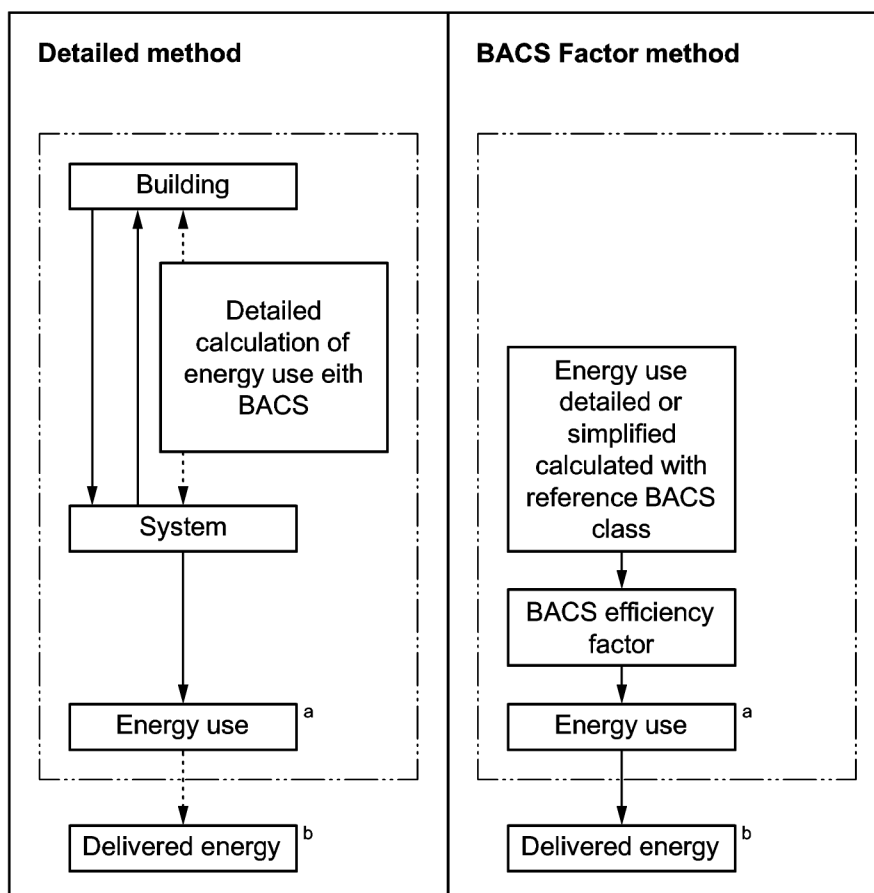 Detailed method
Building
Detailed
calculation of
energy use eith
BACS
System
Energy use a
Delivered energy b
BACS Factor method
Energy use
detailed or
simplified
calculated with
reference BACS
class
BACS efficiency
factor
Energy use a
Delivered energy b